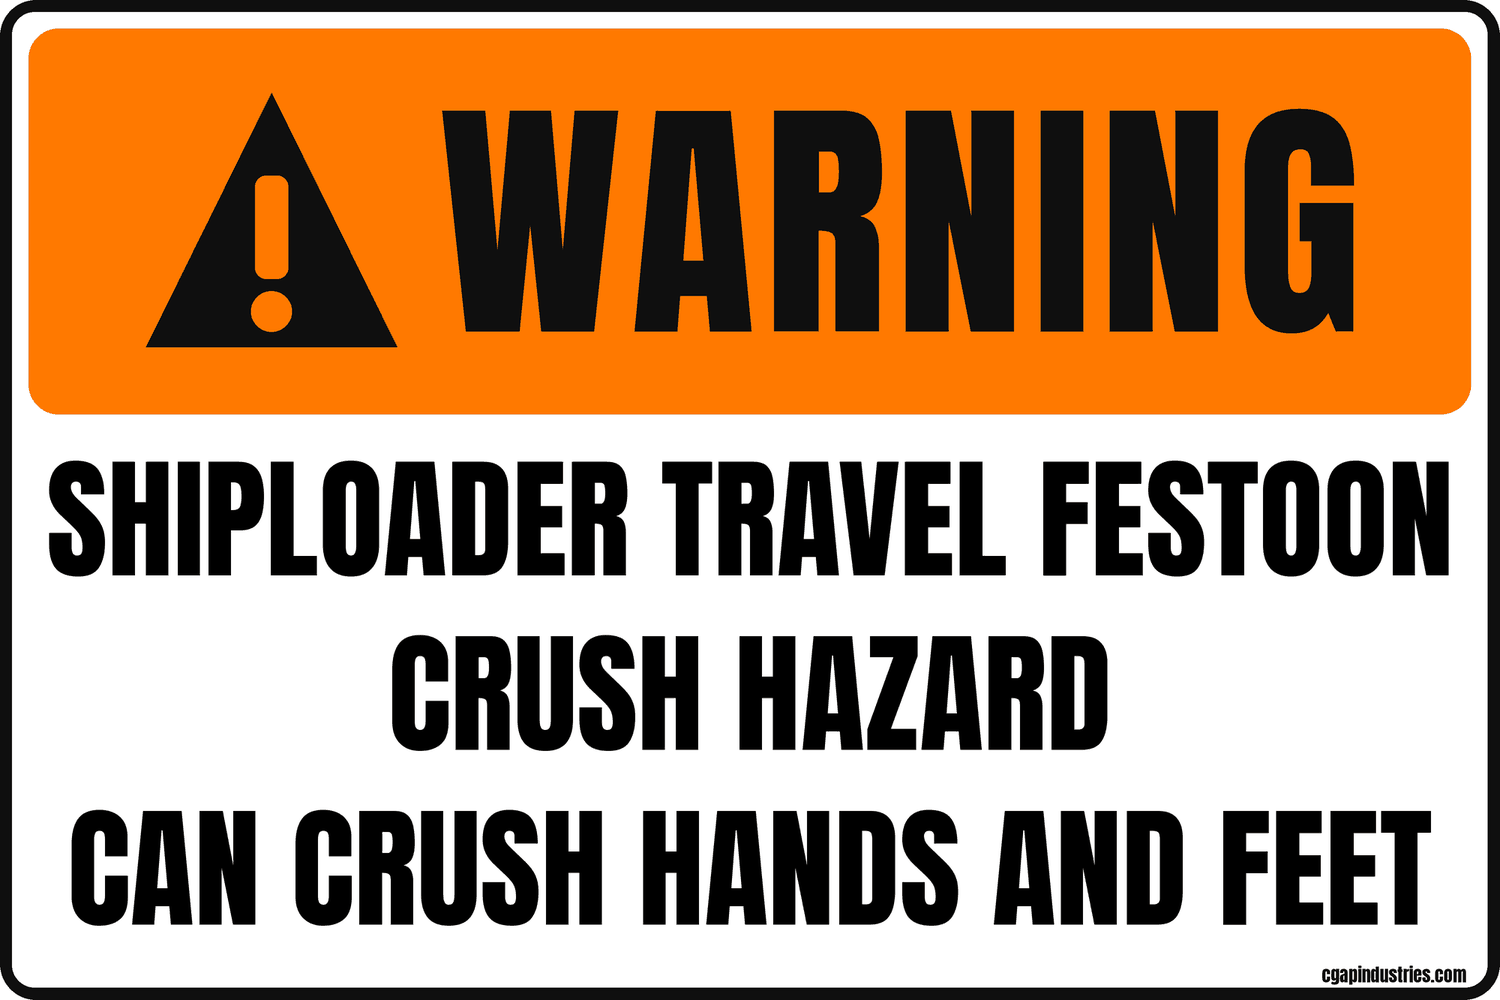 WARNING
SHIPLOADER TRAVEL FESTOON
CRUSH HAZARD
CAN CRUSH HANDS AND FEET
cgapindustries.com